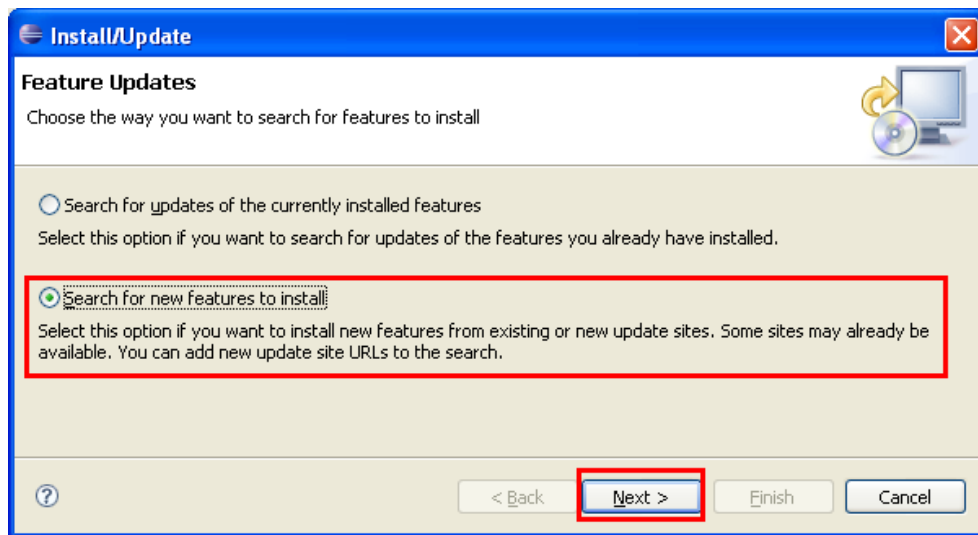 Install/Update
Feature Updates
Choose the way you want to search for features to install
Search for updates of the currently installed features
Select this option if you want to search for updates of the features you already have installed.
Search for new features to install
Select this option if you want to install new features from existing or new update sites. Some sites may already be
available. You can add new update site URLs to the search.
?
< Back
Next >
Finish
Cancel